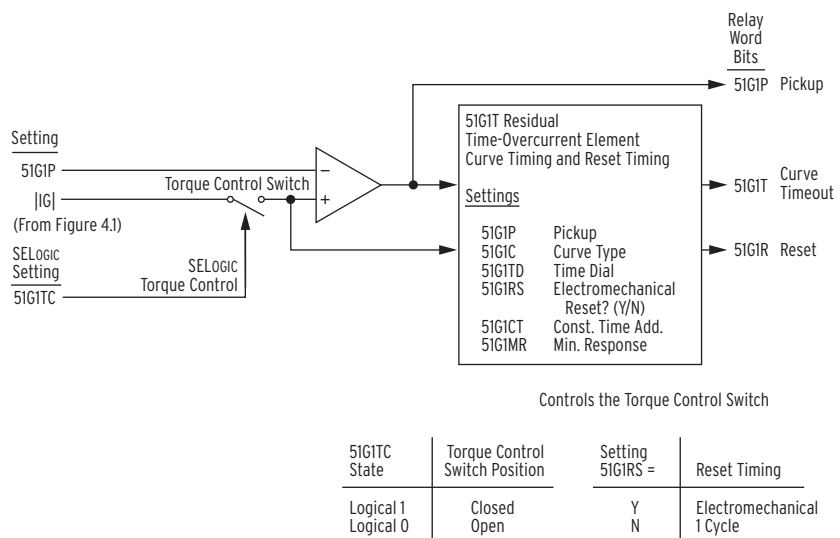 Relay
Word
Bits
51G1P Pickup
51G1T Residual
Time-Overcurrent Element
Curve Timing and Reset Timing
Setting
51G1P
|IG|
(From Figure 4.1)
Torque Control Switch
−
+
51G1T Curve Timeout
Settings
51G1P Pickup
51G1C Curve Type
51G1TD Time Dial
51G1RS Electromechanical
Reset? (Y/N)
51G1CT Const. Time Add.
51G1MR Min. Response
51G1R Reset
SELOGIC
Setting
51G1TC
SELOGIC
Torque Control
Controls the Torque Control Switch
51G1TC State
Torque Control Switch Position
Setting 51G1RS =
Reset Timing
Logical 1 Closed Y Electromechanical
Logical 0 Open N 1 Cycle